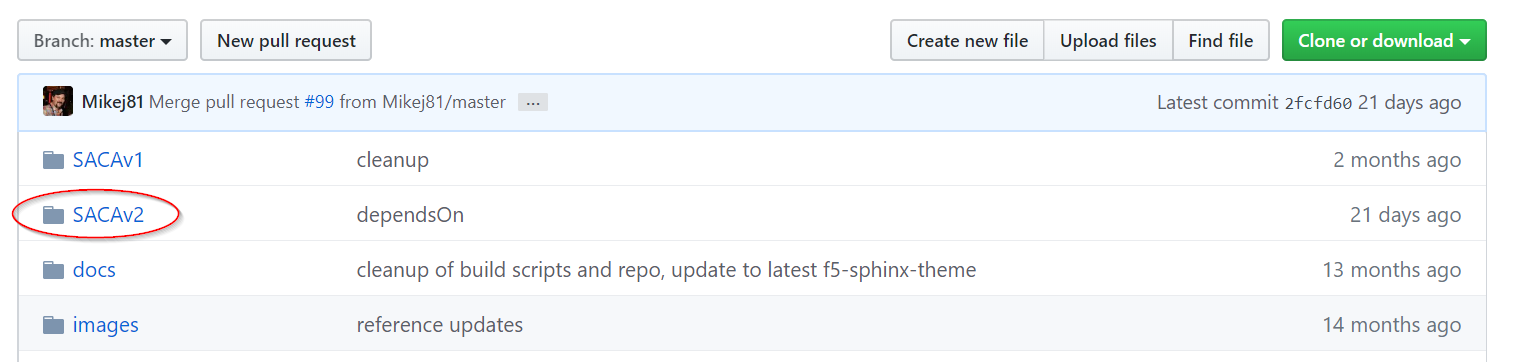 Branch: master New pull request Create new file Upload files Find file Clone or download
Mikej81 Merge pull request #99 from Mikej81/master ... Latest commit 2fcfd60 21 days ago
SACAv1 cleanup 2 months ago
SACAv2 dependsOn 21 days ago
docs cleanup of build scripts and repo, update to latest f5-sphinx-theme 13 months ago
images reference updates 14 months ago